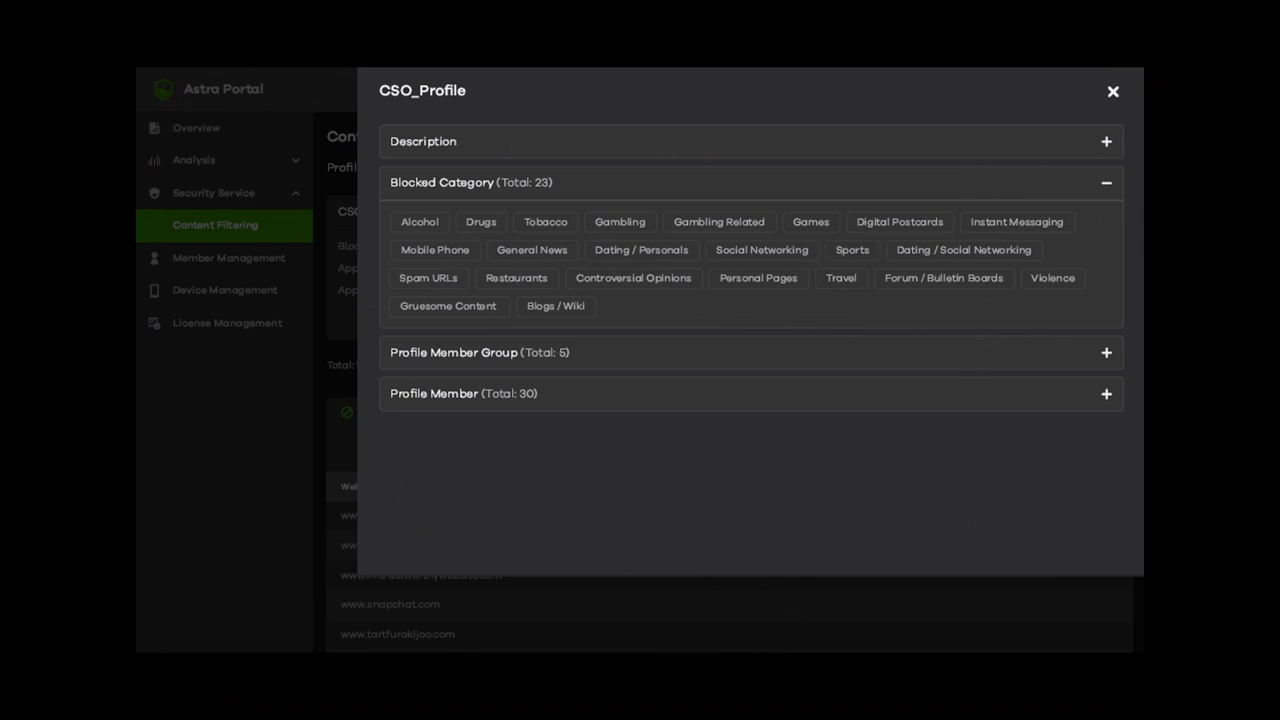 Astra Portal
Overview
Analysis
Security Service
Content Filtering
Member Management
Device Management
License Management
CSO_Profile
Description
Blocked Category (Total: 23)
Alcohol Drugs Tobacco Gambling Gambling Related Games Digital Postcards Instant Messaging
Mobile Phone General News Dating / Personals Social Networking Sports Dating / Social Networking
Spam URLs Restaurants Controversial Opinions Personal Pages Travel Forum / Bulletin Boards Violence
Gruesome Content Blogs / Wiki
Profile Member Group (Total: 5)
Profile Member (Total: 30)
Total:
www.snapchat.com
www.tartfurokijoo.com